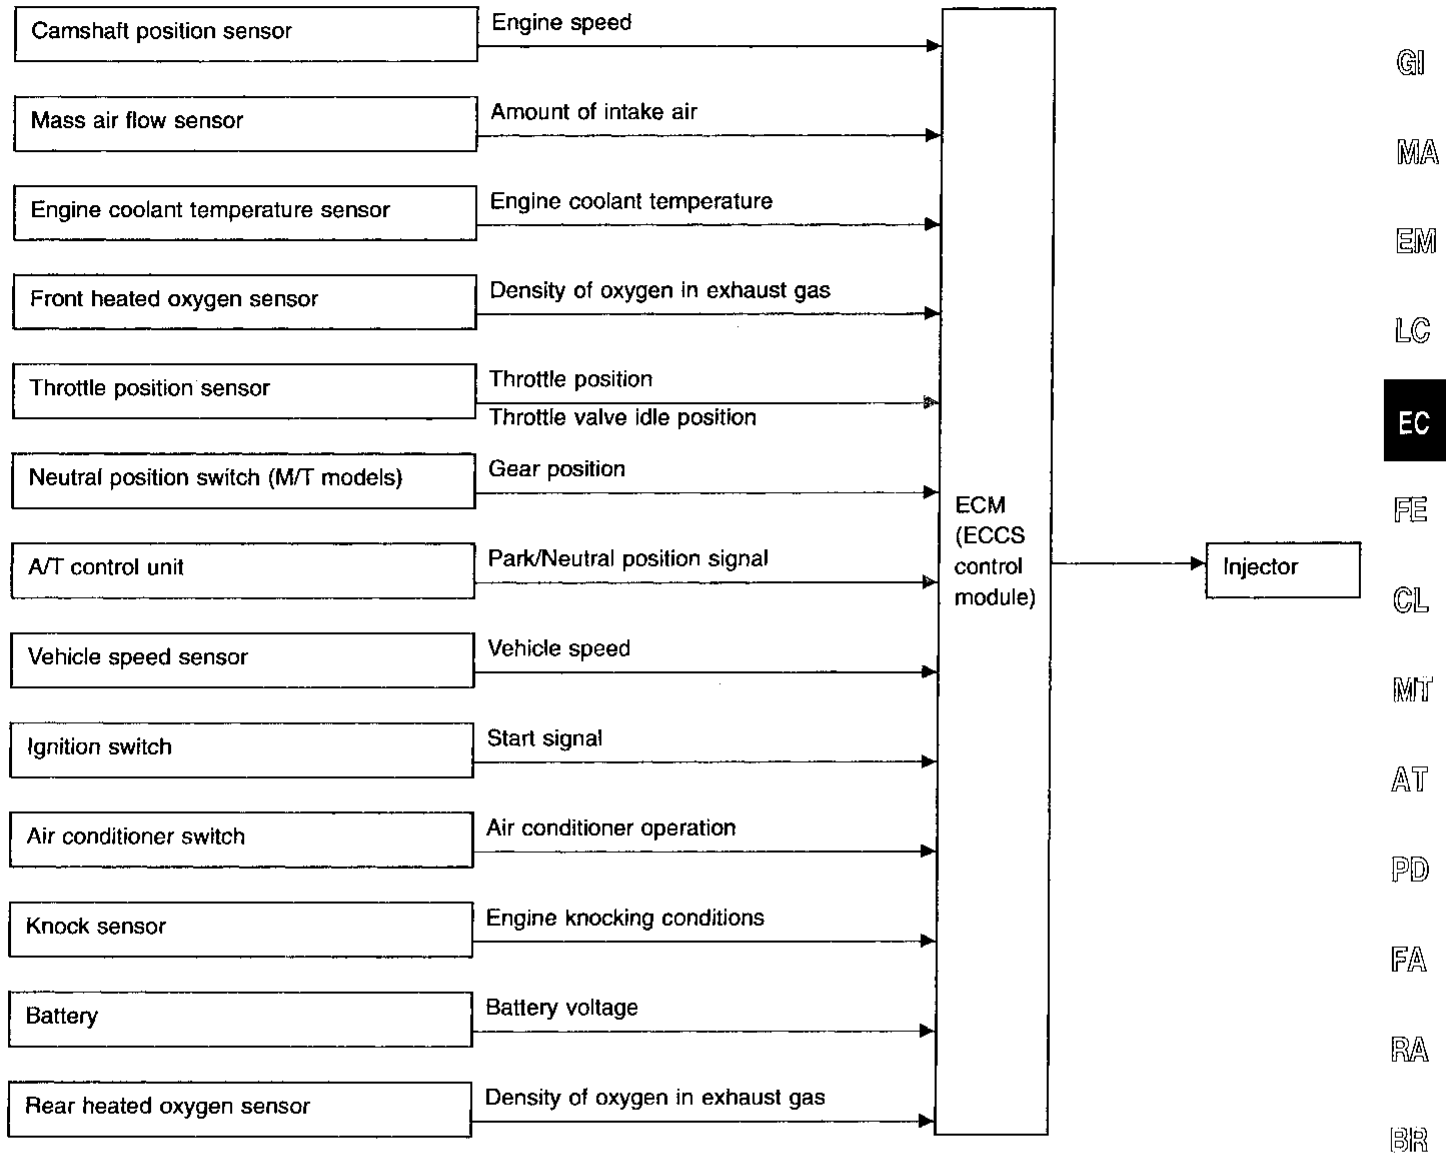 Camshaft position sensor
Engine speed
Mass air flow sensor
Amount of intake air
Engine coolant temperature sensor
Engine coolant temperature
Front heated oxygen sensor
Density of oxygen in exhaust gas
Throttle position sensor
Throttle position
Throttle valve idle position
Neutral position switch (M/T models)
Gear position
A/T control unit
Park/Neutral position signal
Vehicle speed sensor
Vehicle speed
Ignition switch
Start signal
Air conditioner switch
Air conditioner operation
Knock sensor
Engine knocking conditions
Battery
Battery voltage
Rear heated oxygen sensor
Density of oxygen in exhaust gas
ECM
(ECCS
control
module)
Injector
GI
MA
EM
LC
EC
FE
CL
MT
AT
PD
FA
RA
BR